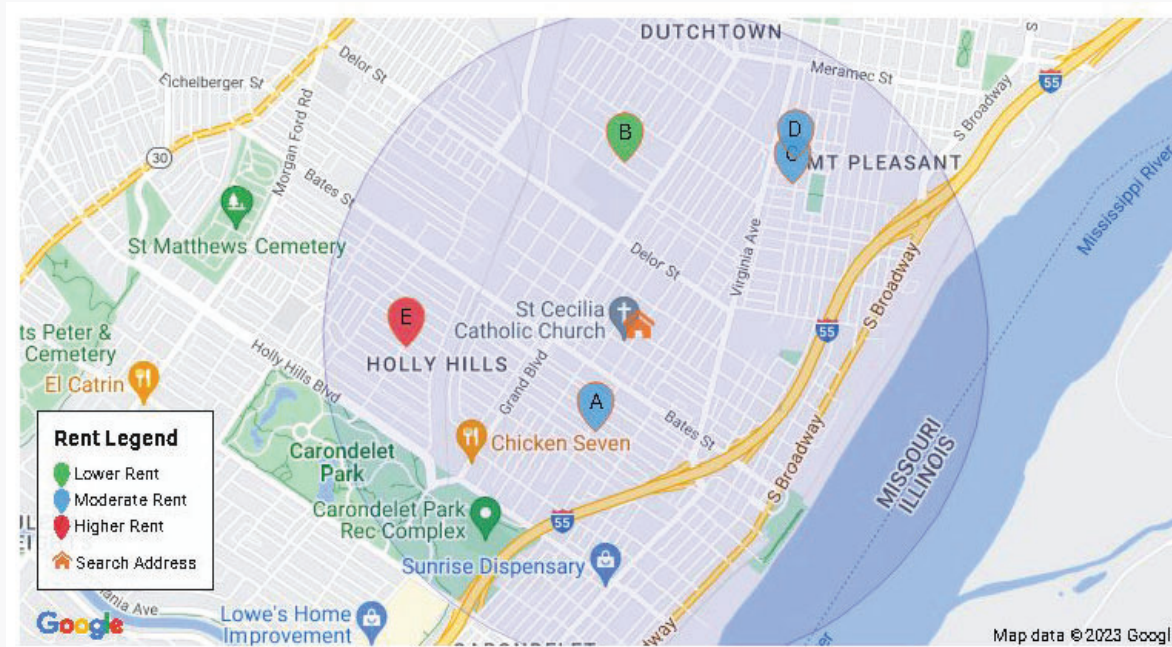 DUTCHTOWN
Delor St
Meramec St
S
Eichelberger St
Morgan Ford Rd
55
S Broadway
B
D
C
MT PLEASANT
30
Bates St
Mississippi River
St Matthews Cemetery
Delor St
Virginia Ave
St Cecilia
Catholic Church
E
55
S Broadway
ts Peter &
Cemetery
HOLLY HILLS
Holly Hills Blvd
El Catrin
Grand Blvd
A
Bates St
Rent Legend
Lower Rent
Moderate Rent
Higher Rent
Search Address
Chicken Seven
Carondelet
Park
MISSOURI
ILLINOIS
S Broadway
Carondelet Park
Rec Complex
55
Sunrise Dispensary
ania Ave
Google
Lowe's Home
Improvement
CARONDELET
Map data ©2023 Googl